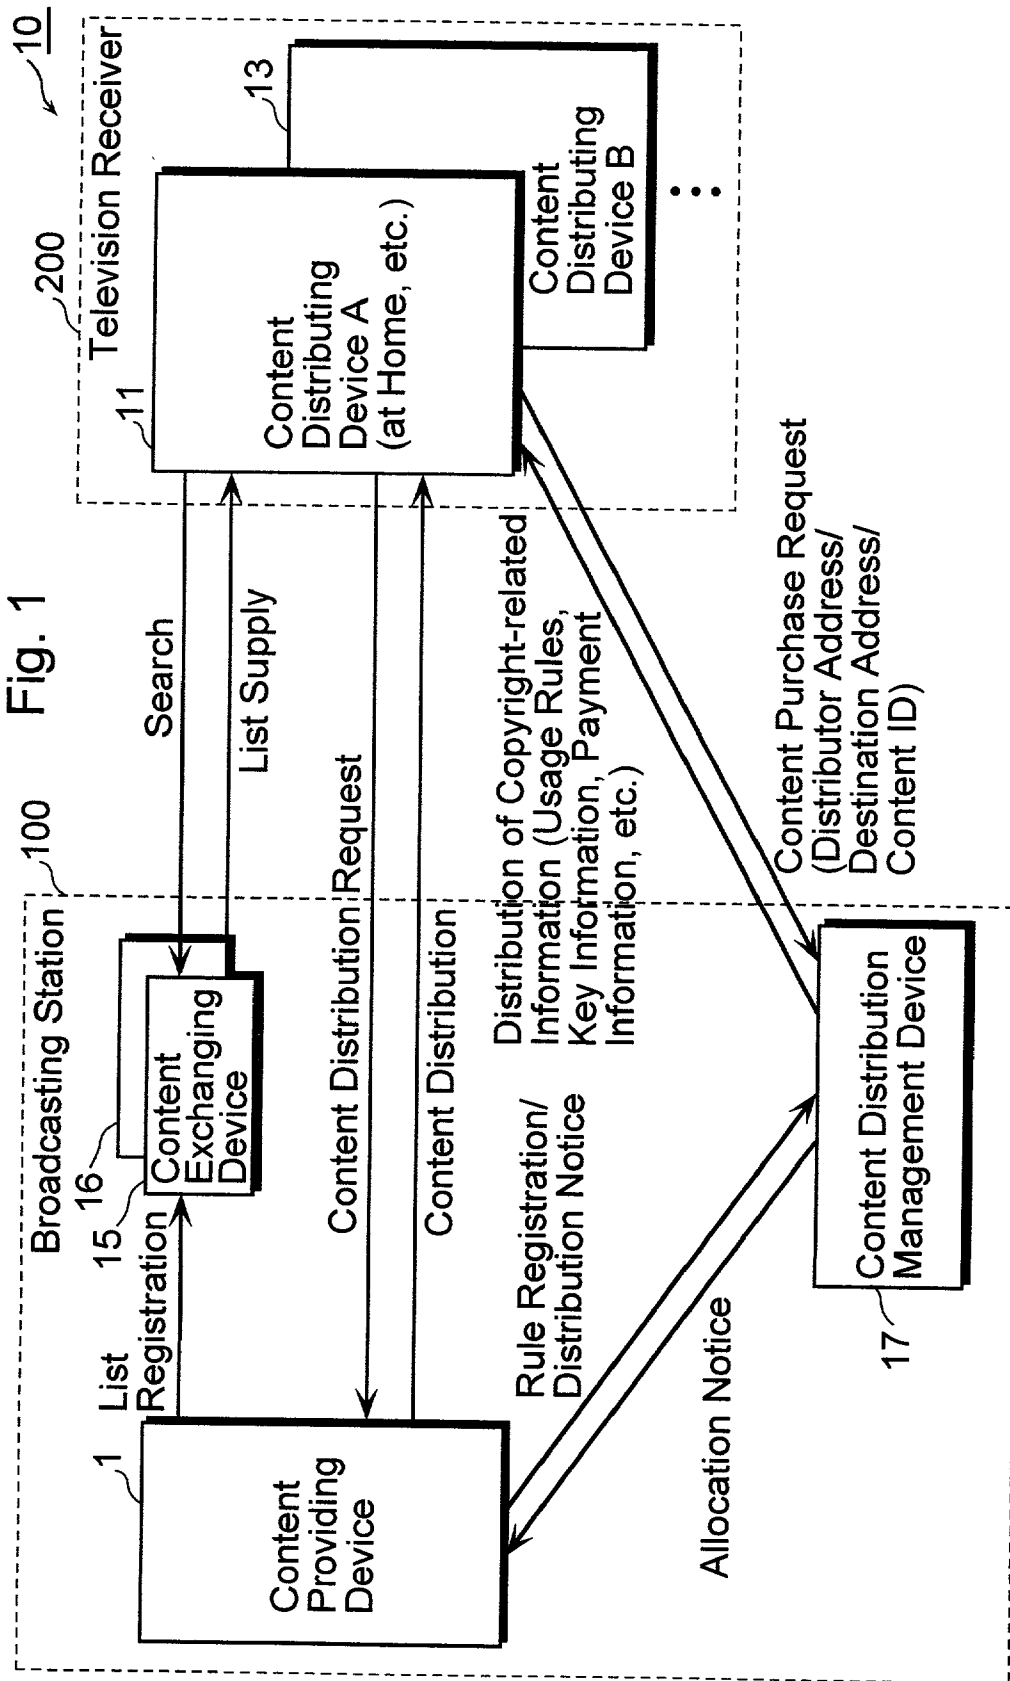 Fig. 1
10
100
Broadcasting Station
200
Television Receiver
1
Content
Providing
Device
List
Registration
15
16
Content
Exchanging
Device
Search
List Supply
11
Content
Distributing
Device A
(at Home, etc.)
13
Content
Distributing
Device B
Content Distribution Request
Content Distribution
Distribution of Copyright-related
Information (Usage Rules,
Key Information, Payment
Information, etc.)
Rule Registration/
Distribution Notice
Allocation Notice
Content Purchase Request
(Distributor Address/
Destination Address/
Content ID)
17
Content Distribution
Management Device